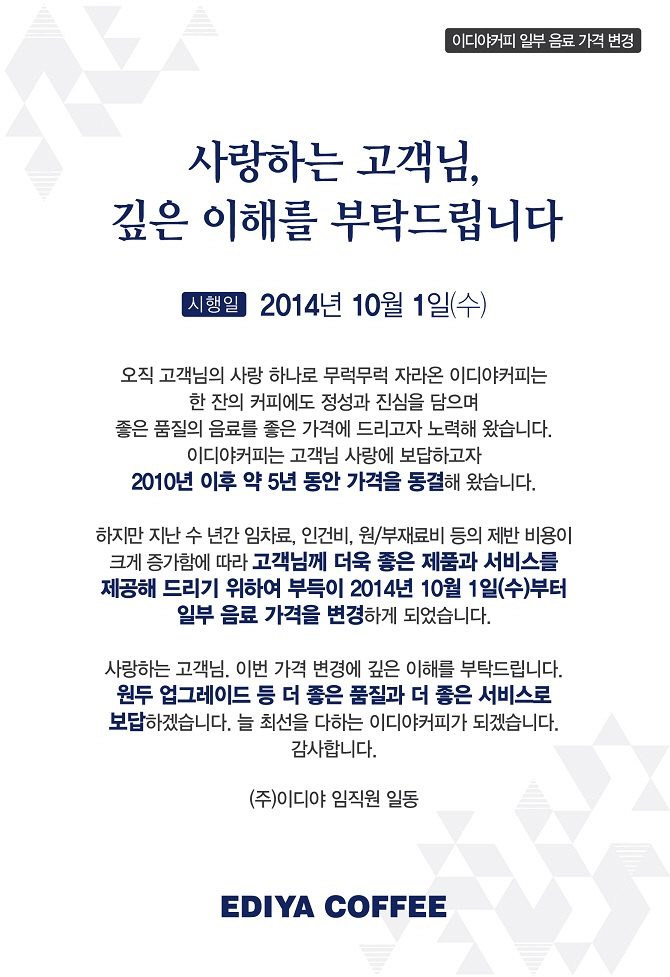 이디야커피 일부 음료 가격 변경
사랑하는 고객님,
깊은 이해를 부탁드립니다
시행일 2014년 10월 1일(수)
오직 고객님의 사랑 하나로 무럭무럭 자라온 이디야커피는
한 잔의 커피에도 정성과 진심을 담으며
좋은 품질의 음료를 좋은 가격에 드리고자 노력해 왔습니다.
이디야커피는 고객님 사랑에 보답하고자
2010년 이후 약 5년 동안 가격을 동결해 왔습니다.
하지만 지난 수 년간 임차료, 인건비, 원/부재료비 등의 제반 비용이
크게 증가함에 따라 고객님께 더욱 좋은 제품과 서비스를
제공해 드리기 위하여 부득이 2014년 10월 1일(수)부터
일부 음료 가격을 변경하게 되었습니다.
사랑하는 고객님. 이번 가격 변경에 깊은 이해를 부탁드립니다.
원두 업그레이드 등 더 좋은 품질과 더 좋은 서비스로
보답하겠습니다. 늘 최선을 다하는 이디야커피가 되겠습니다.
감사합니다.
(주)이디야 임직원 일동
EDIYA COFFEE